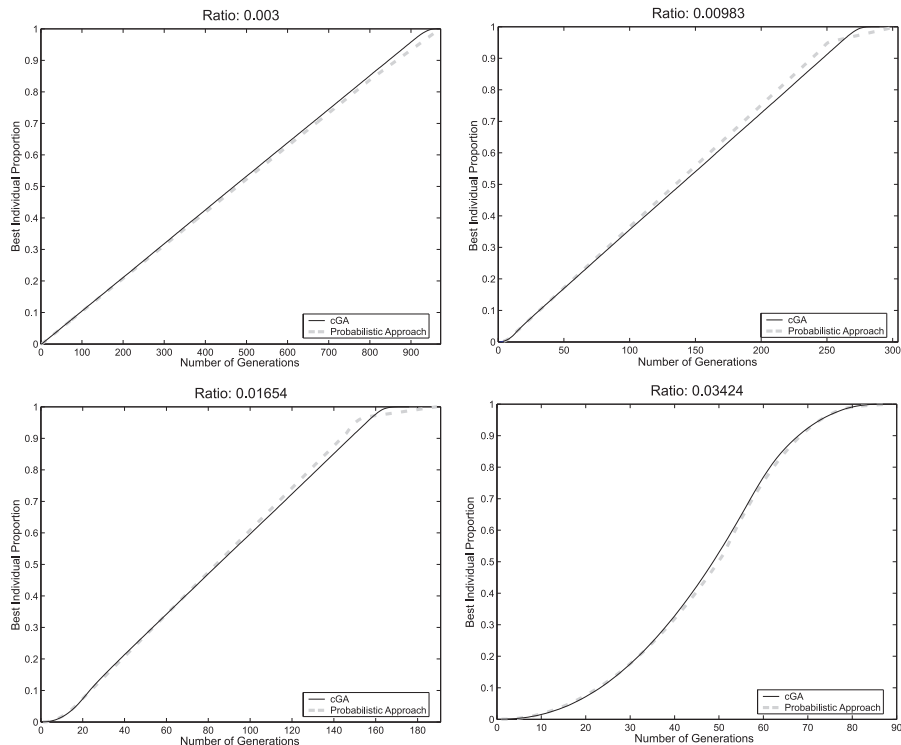 Ratio: 0.003
1
0.9
0.8
0.7
0.6
0.5
0.4
0.3
0.2
0.1
0
Best Individual Proportion
cGA
Probabilistic Approach
0 100 200 300 400 500 600 700 800 900
Number of Generations
Ratio: 0.00983
1
0.9
0.8
0.7
0.6
0.5
0.4
0.3
0.2
0.1
0
Best Individual Proportion
cGA
Probabilistic Approach
0 50 100 150 200 250 300
Number of Generations
Ratio: 0.01654
1
0.9
0.8
0.7
0.6
0.5
0.4
0.3
0.2
0.1
0
Best Individual Proportion
cGA
Probabilistic Approach
0 20 40 60 80 100 120 140 160 180
Number of Generations
Ratio: 0.03424
1
0.9
0.8
0.7
0.6
0.5
0.4
0.3
0.2
0.1
0
Best Individual Proportion
cGA
Probabilistic Approach
0 10 20 30 40 50 60 70 80 90
Number of Generations